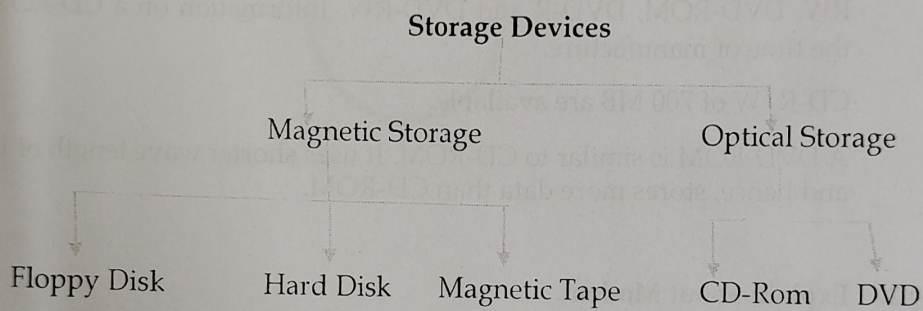 Storage Devices
Magnetic Storage Optical Storage
Floppy Disk Hard Disk Magnetic Tape CD-Rom DVD